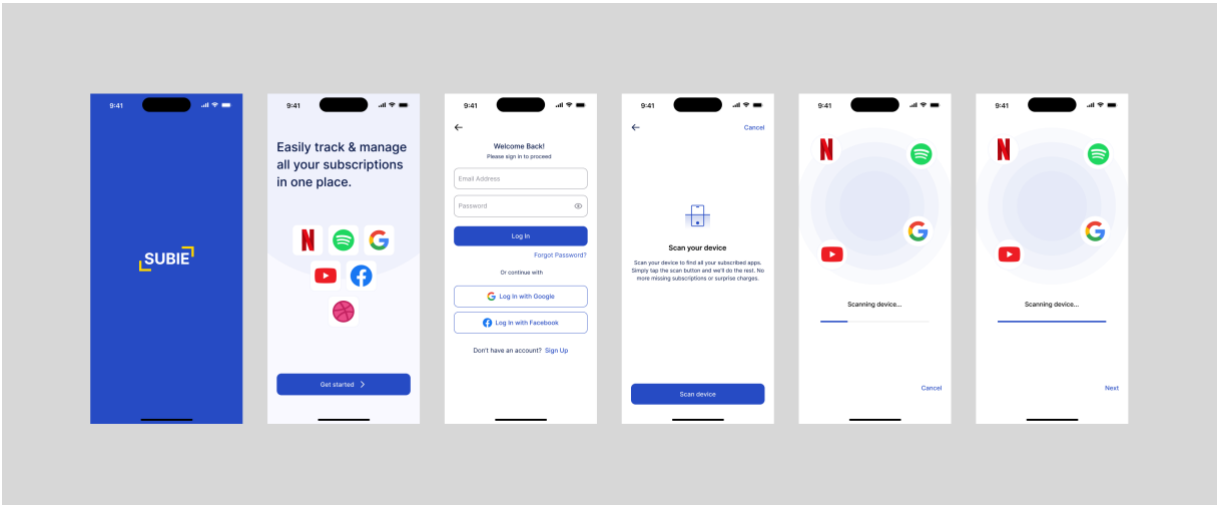 9:41
SUBIE
9:41
Easily track & manage
all your subscriptions
in one place.
Get started
9:41
Welcome Back!
Please sign in to proceed
Email Address
Password
Log In
Forgot Password?
Or continue with
Log In with Google
Log In with Facebook
Don't have an account? Sign Up
9:41
Cancel
Scan your device
Scan your device to find all your subscribed apps.
Simply tap the scan button and we'll do the rest. No
more missing subscriptions or surprise charges.
Scan device
9:41
Scanning device...
Cancel
9:41
Scanning device...
Next